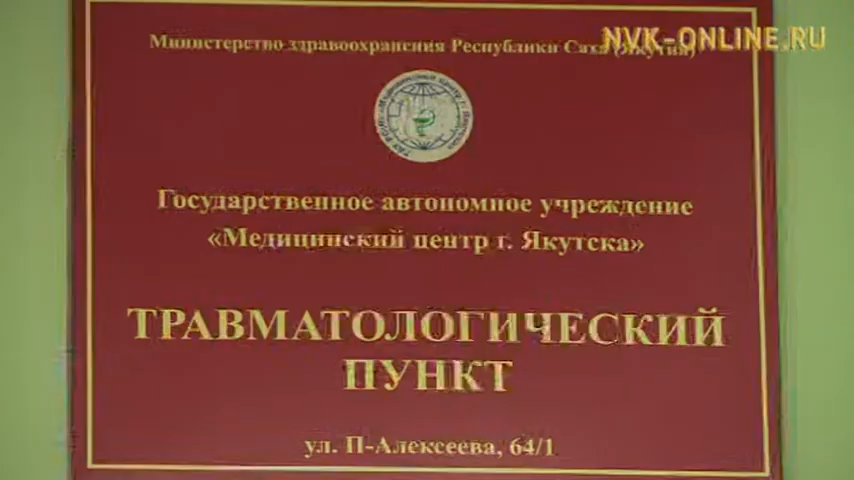 NVK-ONLINE.RU
Министерство здравоохранения Республики Саха (Якутия)
Государственное автономное учреждение
«Медицинский центр г. Якутска»
ТРАВМАТОЛОГИЧЕСКИЙ
ПУНКТ
ул. П-Алексеева, 64/1